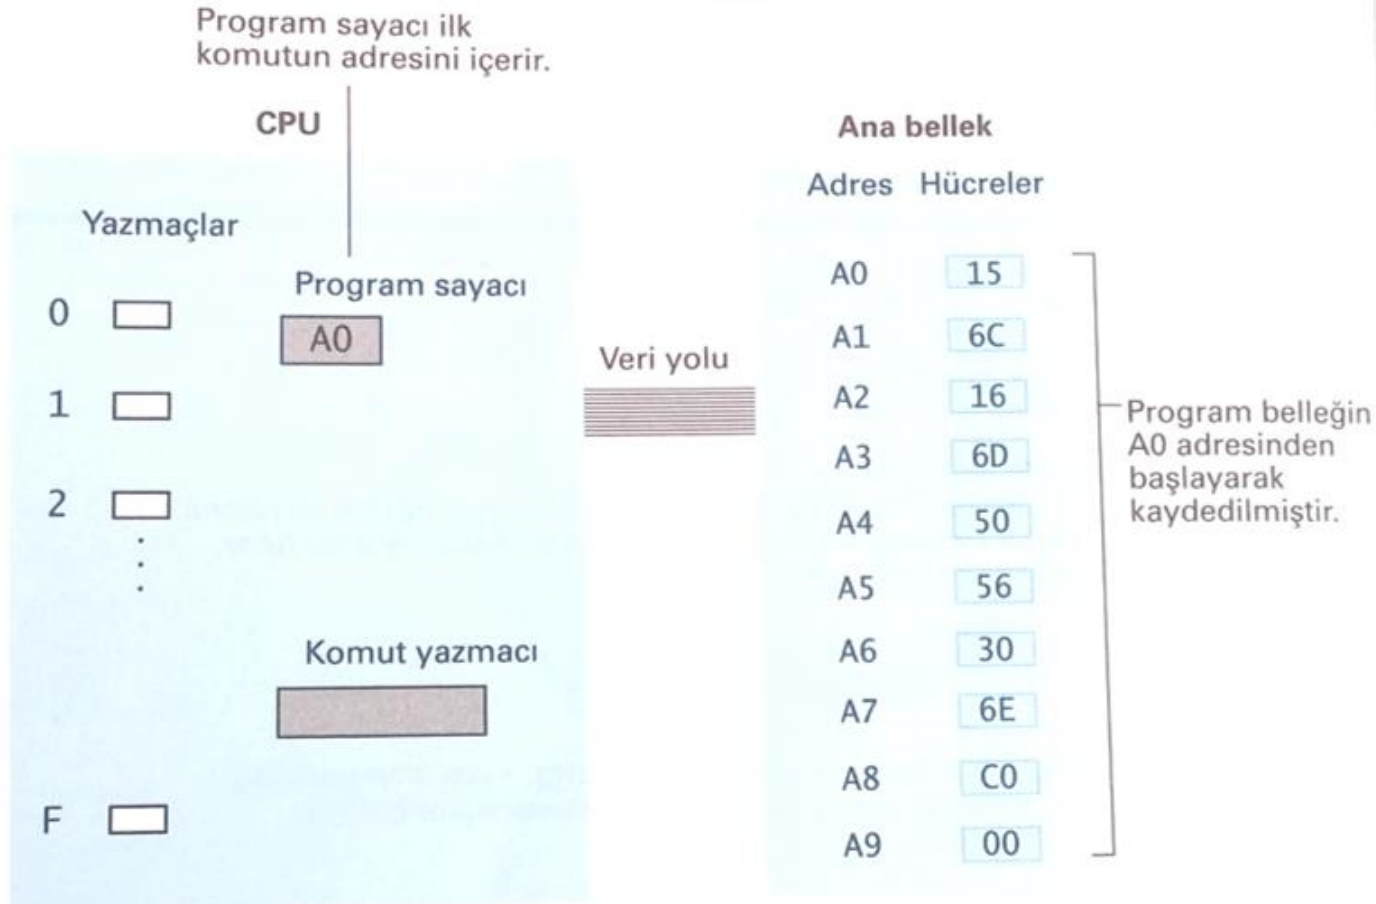 Program sayacı ilk
komutun adresini içerir.
CPU
Yazmaçlar
0
1
2
F
Program sayacı
A0
Komut yazmacı
Veri yolu
Ana bellek
Adres Hücreler
A0 15
A1 6C
A2 16
A3 6D
A4 50
A5 56
A6 30
A7 6E
A8 C0
A9 00
Program belleğin
A0 adresinden
başlayarak
kaydedilmiştir.